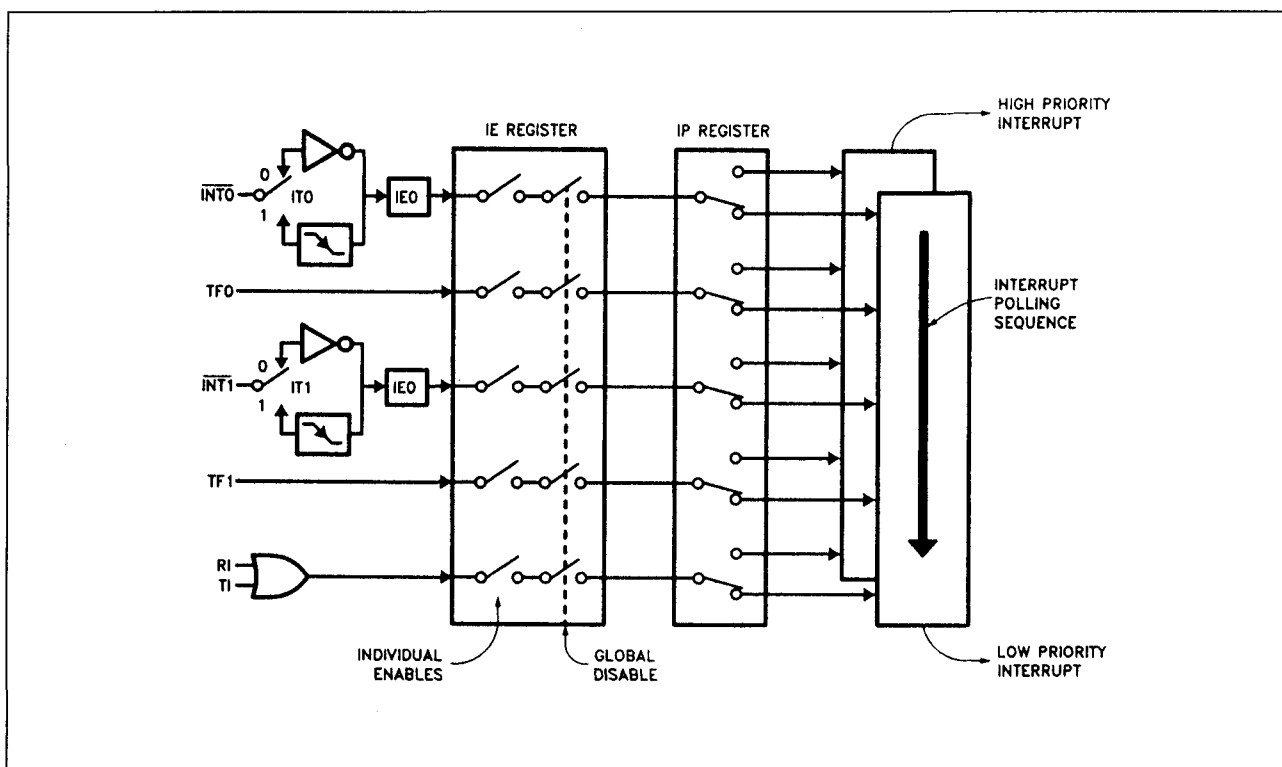 HIGH PRIORITY
INTERRUPT
IE REGISTER
IP REGISTER
0
INT0
IT0
IE0
1
TF0
INTERRUPT
POLLING
SEQUENCE
0
INT1
IT1
IE0
1
TF1
RI
TI
INDIVIDUAL
ENABLES
GLOBAL
DISABLE
LOW PRIORITY
INTERRUPT